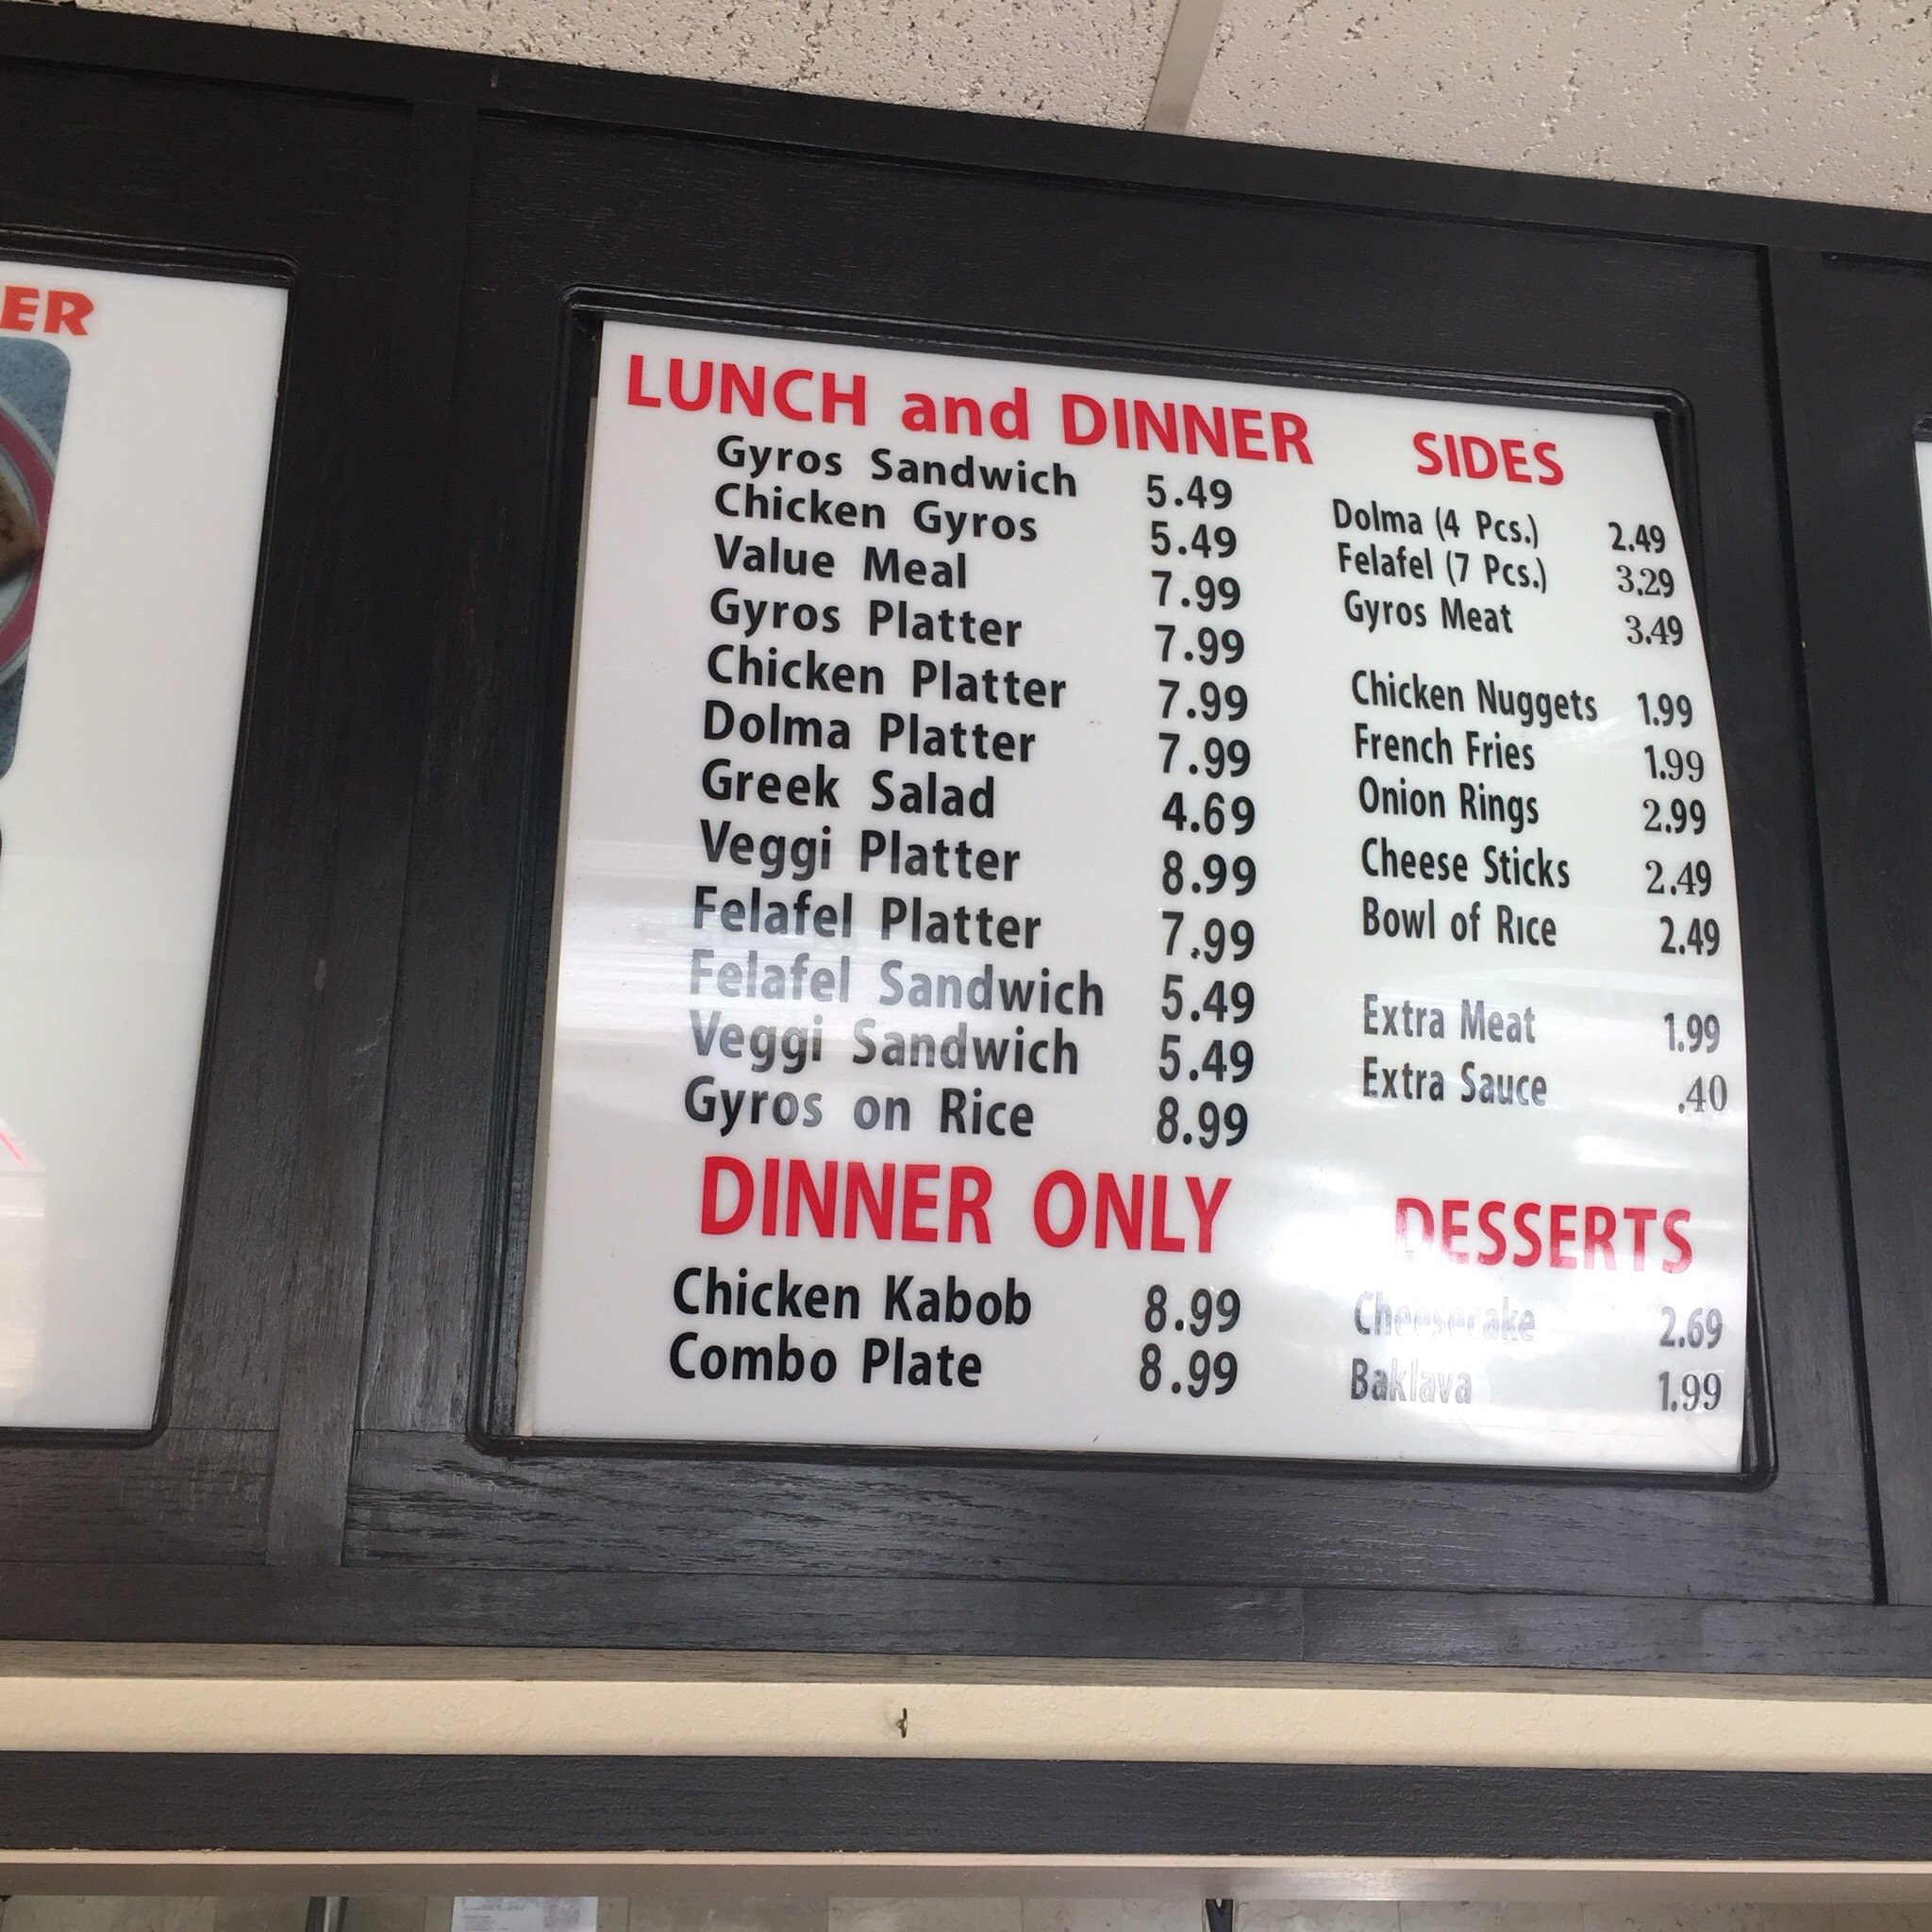 ER
LUNCH and DINNER
Gyros Sandwich 5.49
Chicken Gyros 5.49
Value Meal 7.99
Gyros Platter 7.99
Chicken Platter 7.99
Dolma Platter 7.99
Greek Salad 4.69
Veggi Platter 8.99
Felafel Platter 7.99
Felafel Sandwich 5.49
Veggi Sandwich 5.49
Gyros on Rice 8.99
DINNER ONLY
Chicken Kabob 8.99
Combo Plate 8.99
SIDES
Dolma (4 Pcs.) 2.49
Felafel (7 Pcs.) 3.29
Gyros Meat 3.49
Chicken Nuggets 1.99
French Fries 1.99
Onion Rings 2.99
Cheese Sticks 2.49
Bowl of Rice 2.49
Extra Meat 1.99
Extra Sauce .40
DESSERTS
Cheesecake 2.69
Baklava 1.99